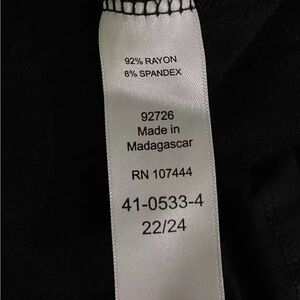 92% RAYON
8% SPANDEX
92726
Made in
Madagascar
RN 107444
41-0533-4
22/24